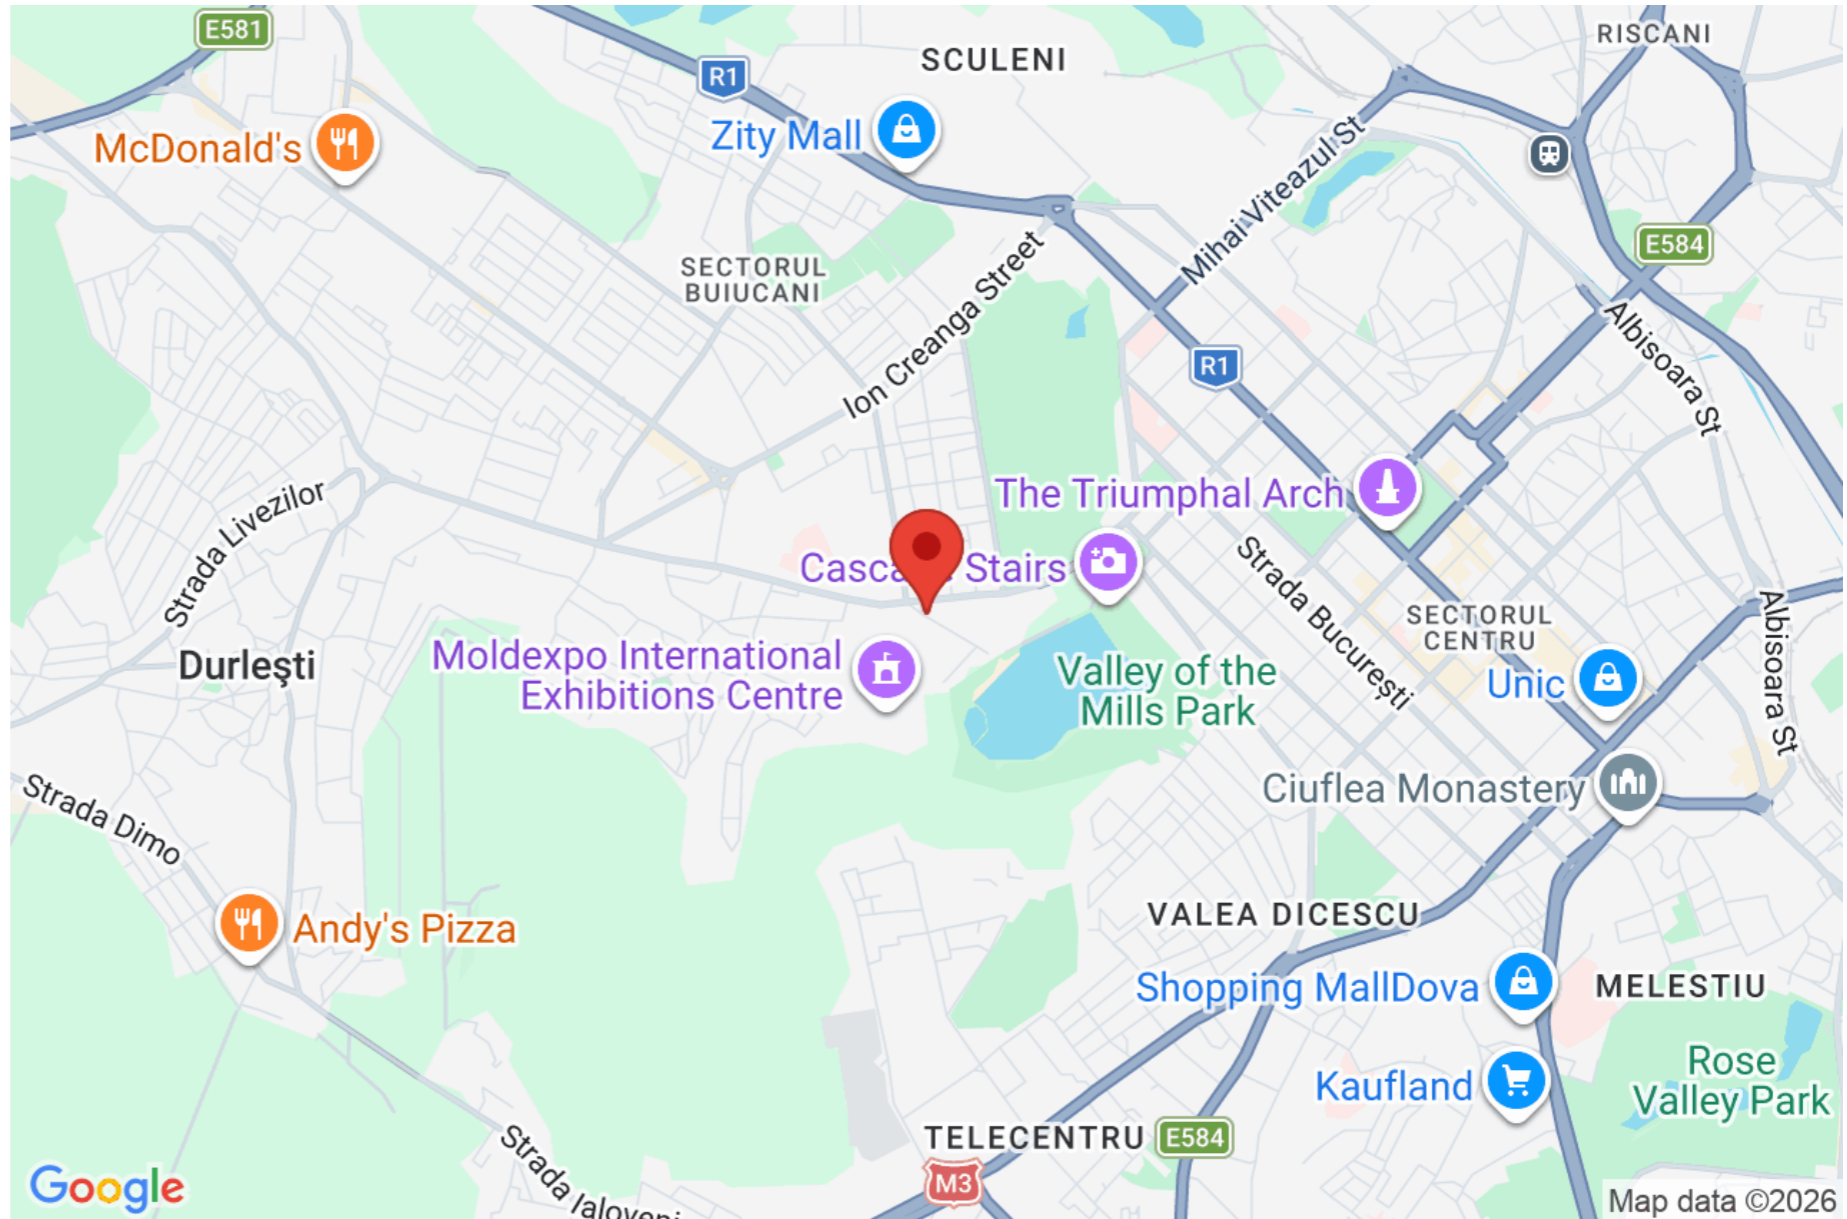 E581
R1
SCULENI
RISCANI
McDonald's
Zity Mall
Mihai Viteazul St
E584
SECTORUL
BUIUCANI
Ion Creanga Street
Albisoara St
R1
Strada Livezilor
The Triumphal Arch
Stairs
Strada București
SECTORUL
CENTRU
Albisoara St
Durleşti
Moldexpo International
Exhibitions Centre
Valley of the
Mills Park
Unic
Strada Dimo
Ciuflea Monastery
Andy's Pizza
VALEA DICESCU
Shopping MallDova
MELESTIU
Kaufland
Rose
Valley Park
TELECENTRU
E584
M3
Strada Ialoveni
Google
Map data ©2026